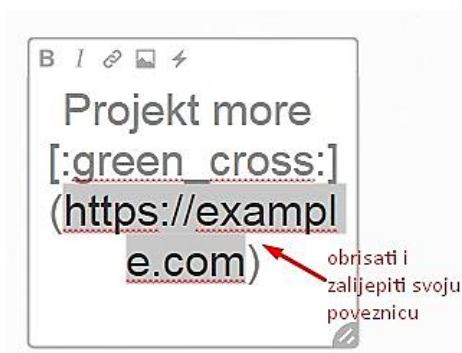 B I
Projekt more
[:green_cross:]
(https://exampl
e.com)
obrisati i
zalijepiti svoju
poveznicu